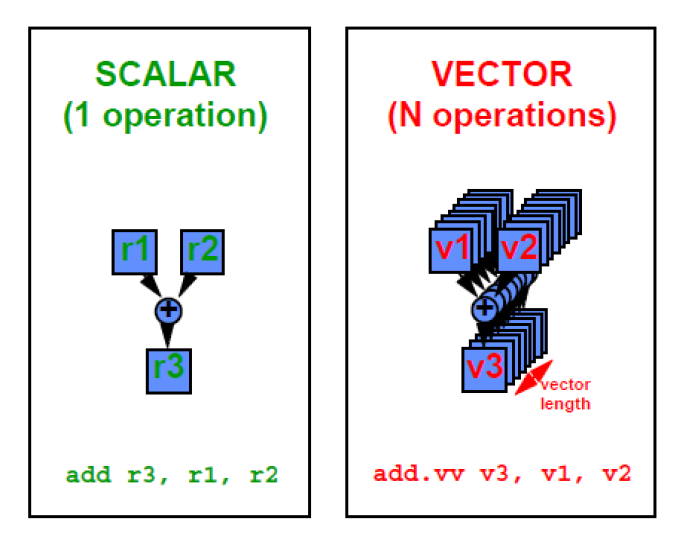 SCALAR
(1 operation)
r1 r2
+
r3
add r3, r1, r2
VECTOR
(N operations)
v1 v2
+
v3
vector
length
add.vv v3, v1, v2